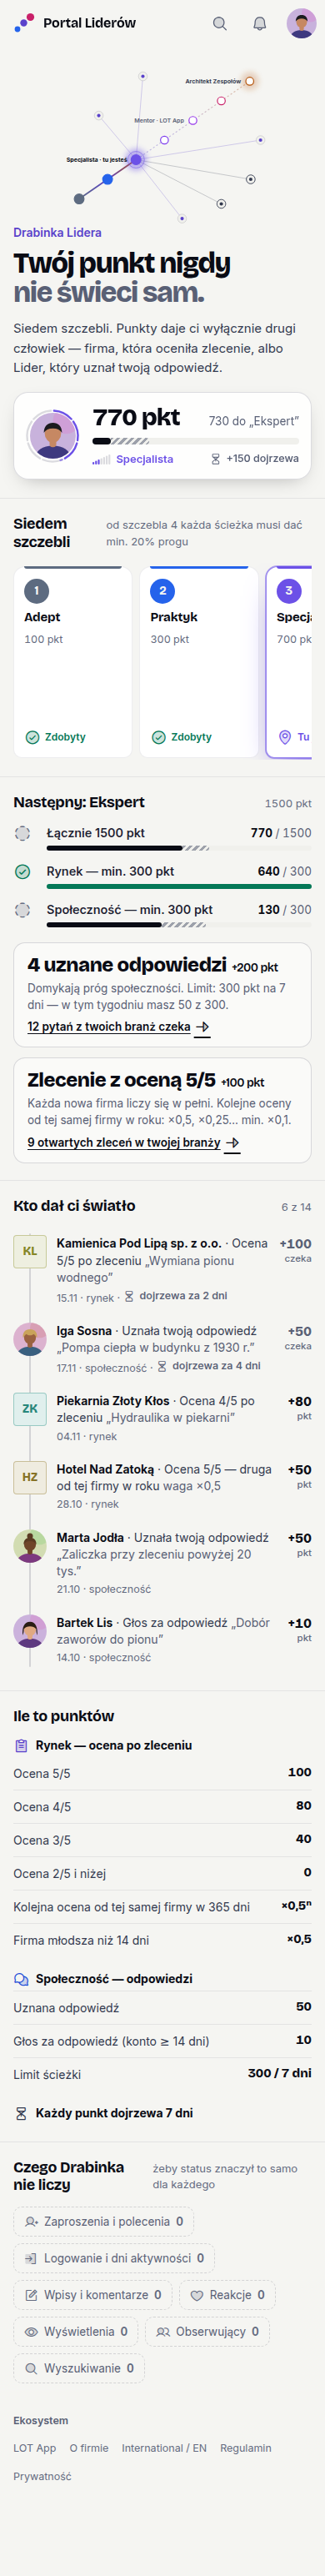 Portal Liderów
Architekt Zespołów
Mentor · LOT App
Specjalista · tu jesteś
Drabinka Lidera
Twój punkt nigdy
nie świeci sam.
Siedem szczebli. Punkty daje ci wyłącznie drugi
człowiek — firma, która oceniła zlecenie, albo
Lider, który uznał twoją odpowiedź.
770 pkt
730 do „Ekspert”
Specjalista
+150 dojrzewa
Siedem
szczebli
od szczebla 4 każda ścieżka musi dać
min. 20% progu
1
Adept
100 pkt
Zdobyty
2
Praktyk
300 pkt
Zdobyty
3
Specja
700 pk
Tu
Następny: Ekspert
1500 pkt
Łącznie 1500 pkt
770 / 1500
Rynek — min. 300 pkt
640 / 300
Społeczność — min. 300 pkt
130 / 300
4 uznane odpowiedzi +200 pkt
Domykają próg społeczności. Limit: 300 pkt na 7
dni — w tym tygodniu masz 50 z 300.
12 pytań z twoich branż czeka
Zlecenie z oceną 5/5 +100 pkt
Każda nowa firma liczy się w pełni. Kolejne oceny
od tej samej firmy w roku: ×0,5, ×0,25… min. ×0,1.
9 otwartych zleceń w twojej branży
Kto dał ci światło
6 z 14
KL
Kamienica Pod Lipą sp. z o.o. · Ocena
5/5 po zleceniu „Wymiana pionu
wodnego”
15.11 · rynek · dojrzewa za 2 dni
+100
czeka
Iga Sosna · Uznała twoją odpowiedź
„Pompa ciepła w budynku z 1930 r.”
17.11 · społeczność · dojrzewa za 4 dni
+50
czeka
ZK
Piekarnia Złoty Kłos · Ocena 4/5 po
zleceniu „Hydraulika w piekarni”
04.11 · rynek
+80
pkt
HZ
Hotel Nad Zatoką · Ocena 5/5 — druga
od tej firmy w roku waga ×0,5
28.10 · rynek
+50
pkt
Marta Jodła · Uznała twoją odpowiedź
„Zaliczka przy zleceniu powyżej 20
tys.”
21.10 · społeczność
+50
pkt
Bartek Lis · Głos za odpowiedź „Dobór
zaworów do pionu”
14.10 · społeczność
+10
pkt
Ile to punktów
Rynek — ocena po zleceniu
Ocena 5/5
100
Ocena 4/5
80
Ocena 3/5
40
Ocena 2/5 i niżej
0
Kolejna ocena od tej samej firmy w 365 dni
×0,5ⁿ
Firma młodsza niż 14 dni
×0,5
Społeczność — odpowiedzi
Uznana odpowiedź
50
Głos za odpowiedź (konto ≥ 14 dni)
10
Limit ścieżki
300 / 7 dni
Każdy punkt dojrzewa 7 dni
Czego Drabinka
nie liczy
żeby status znaczył to samo
dla każdego
Zaproszenia i polecenia 0
Logowanie i dni aktywności 0
Wpisy i komentarze 0
Reakcje 0
Wyświetlenia 0
Obserwujący 0
Wyszukiwanie 0
Ekosystem
LOT App O firmie International / EN Regulamin
Prywatność